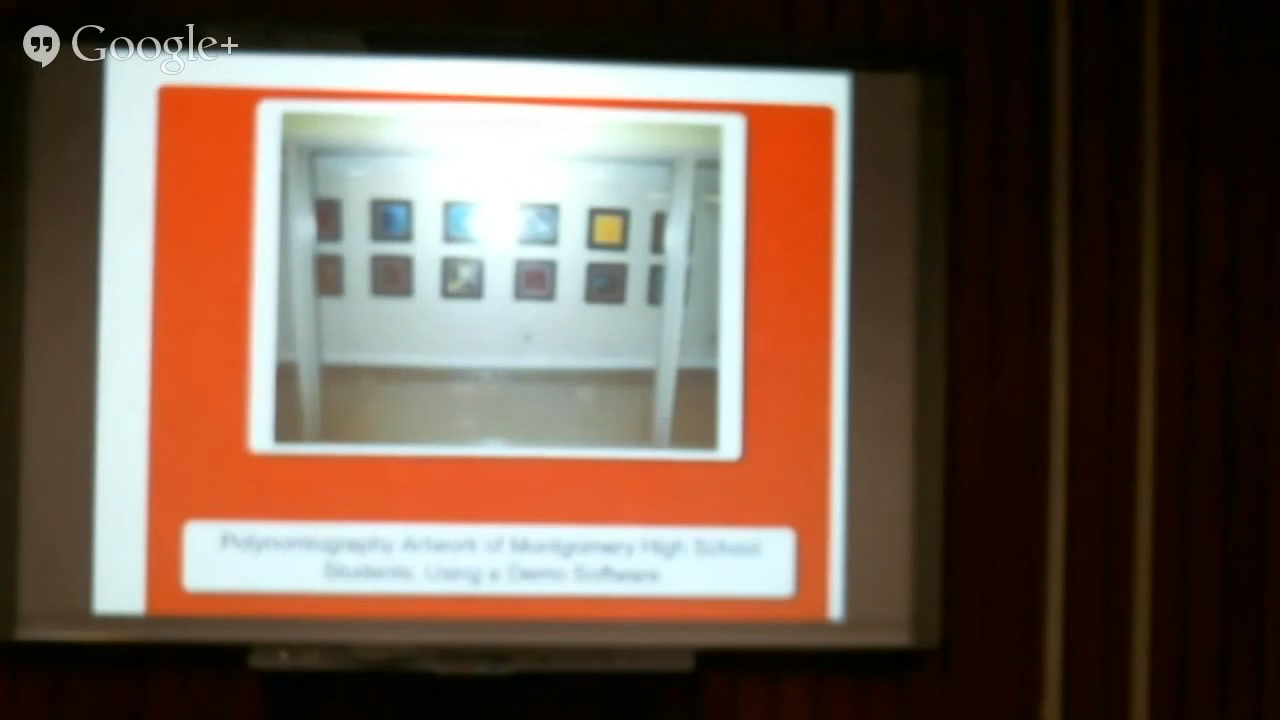 Google+
Polynomiography Artwork of Montgomery High School
Students, Using a Demo Software